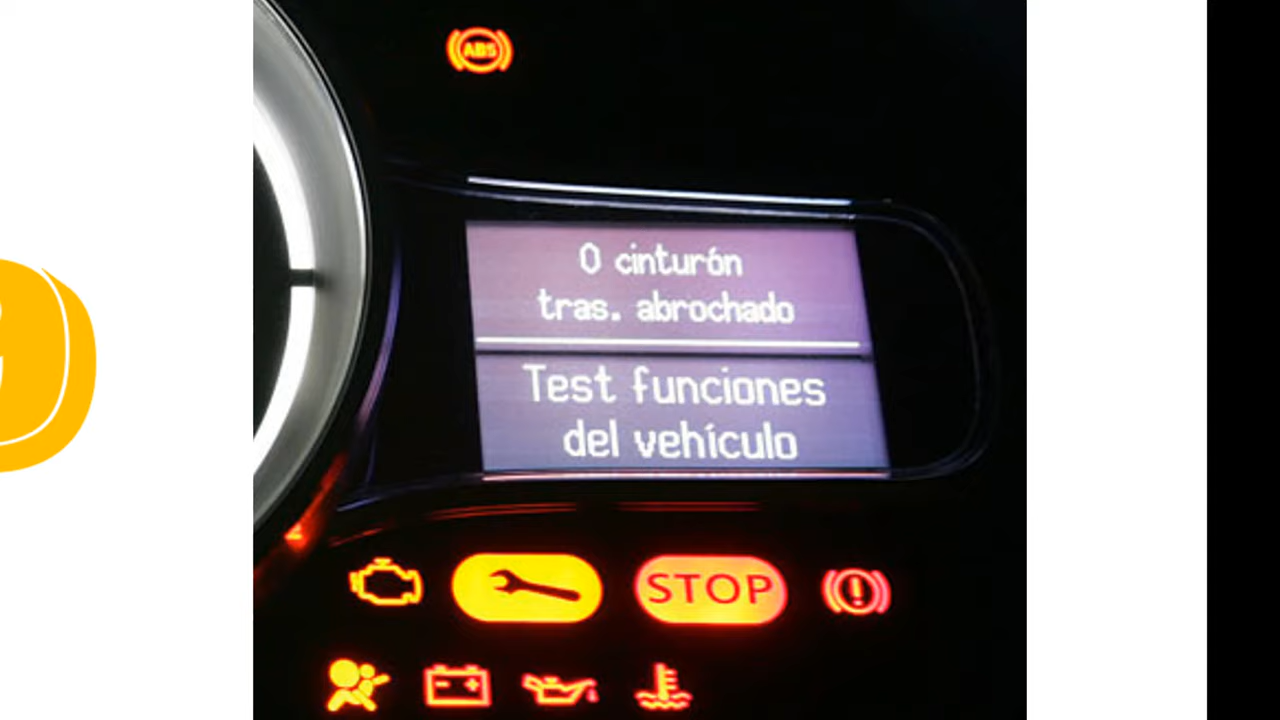 ABS
0 cinturón
tras. abrochado
Test funciones
del vehículo
STOP